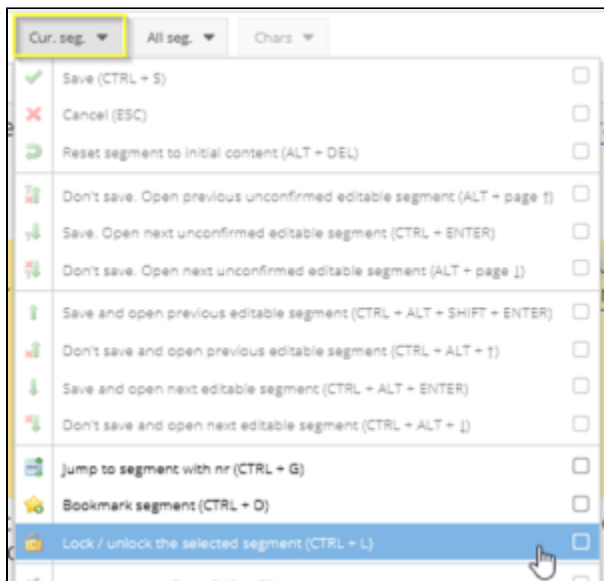 Cur. seg.
All seg.
Chars
Save (CTRL + S)
Cancel (ESC)
Reset segment to initial content (ALT + DEL)
Don't save. Open previous unconfirmed editable segment (ALT + page ↑)
Save. Open next unconfirmed editable segment (CTRL + ENTER)
Don't save. Open next unconfirmed editable segment (ALT + page ↓)
Save and open previous editable segment (CTRL + ALT + SHIFT + ENTER)
Don't save and open previous editable segment (CTRL + ALT + ↑)
Save and open next editable segment (CTRL + ALT + ENTER)
Don't save and open next editable segment (CTRL + ALT + ↓)
Jump to segment with nr (CTRL + G)
Bookmark segment (CTRL + D)
Lock / unlock the selected segment (CTRL + L)